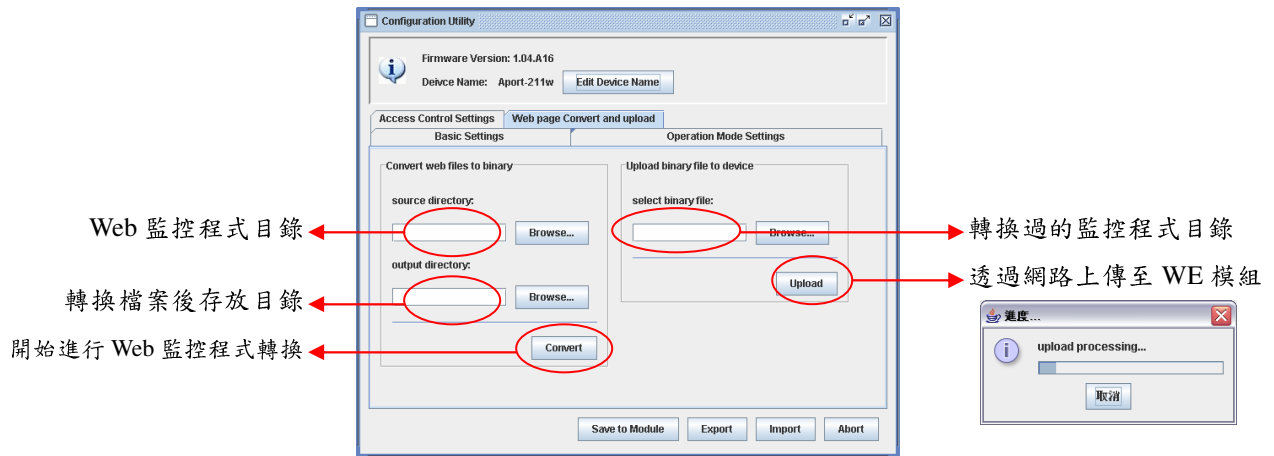 Configuration Utility
Firmware Version: 1.04.A16
Deivce Name: Aport-211w
Edit Device Name
Access Control Settings
Web page Convert and upload
Basic Settings
Operation Mode Settings
Convert web files to binary
source directory:
Browse...
output directory:
Browse...
Convert
Upload binary file to device
select binary file:
Browse...
Upload
Save to Module
Export
Import
Abort
Web 監控程式目錄
轉換檔案後存放目錄
開始進行 Web 監控程式轉換
轉換過的監控程式目錄
透過網路上傳至 WE 模組
進度...
upload processing...
取消